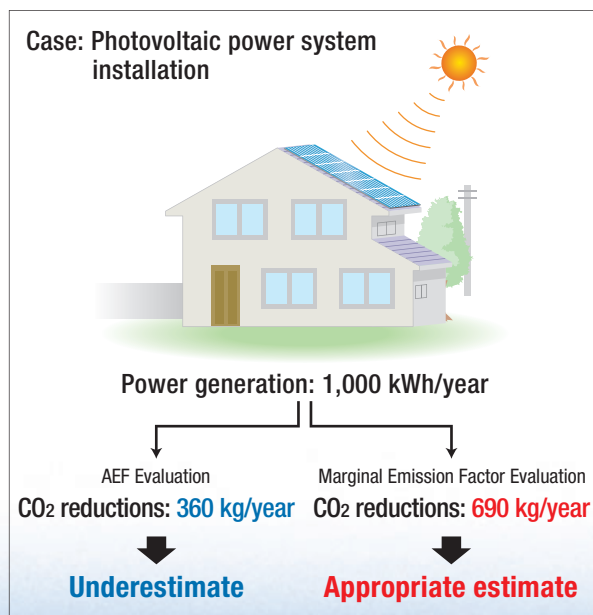 Case: Photovoltaic power system
installation
Power generation: 1,000 kWh/year
AEF Evaluation
CO2 reductions: 360 kg/year
Underestimate
Marginal Emission Factor Evaluation
CO2 reductions: 690 kg/year
Appropriate estimate